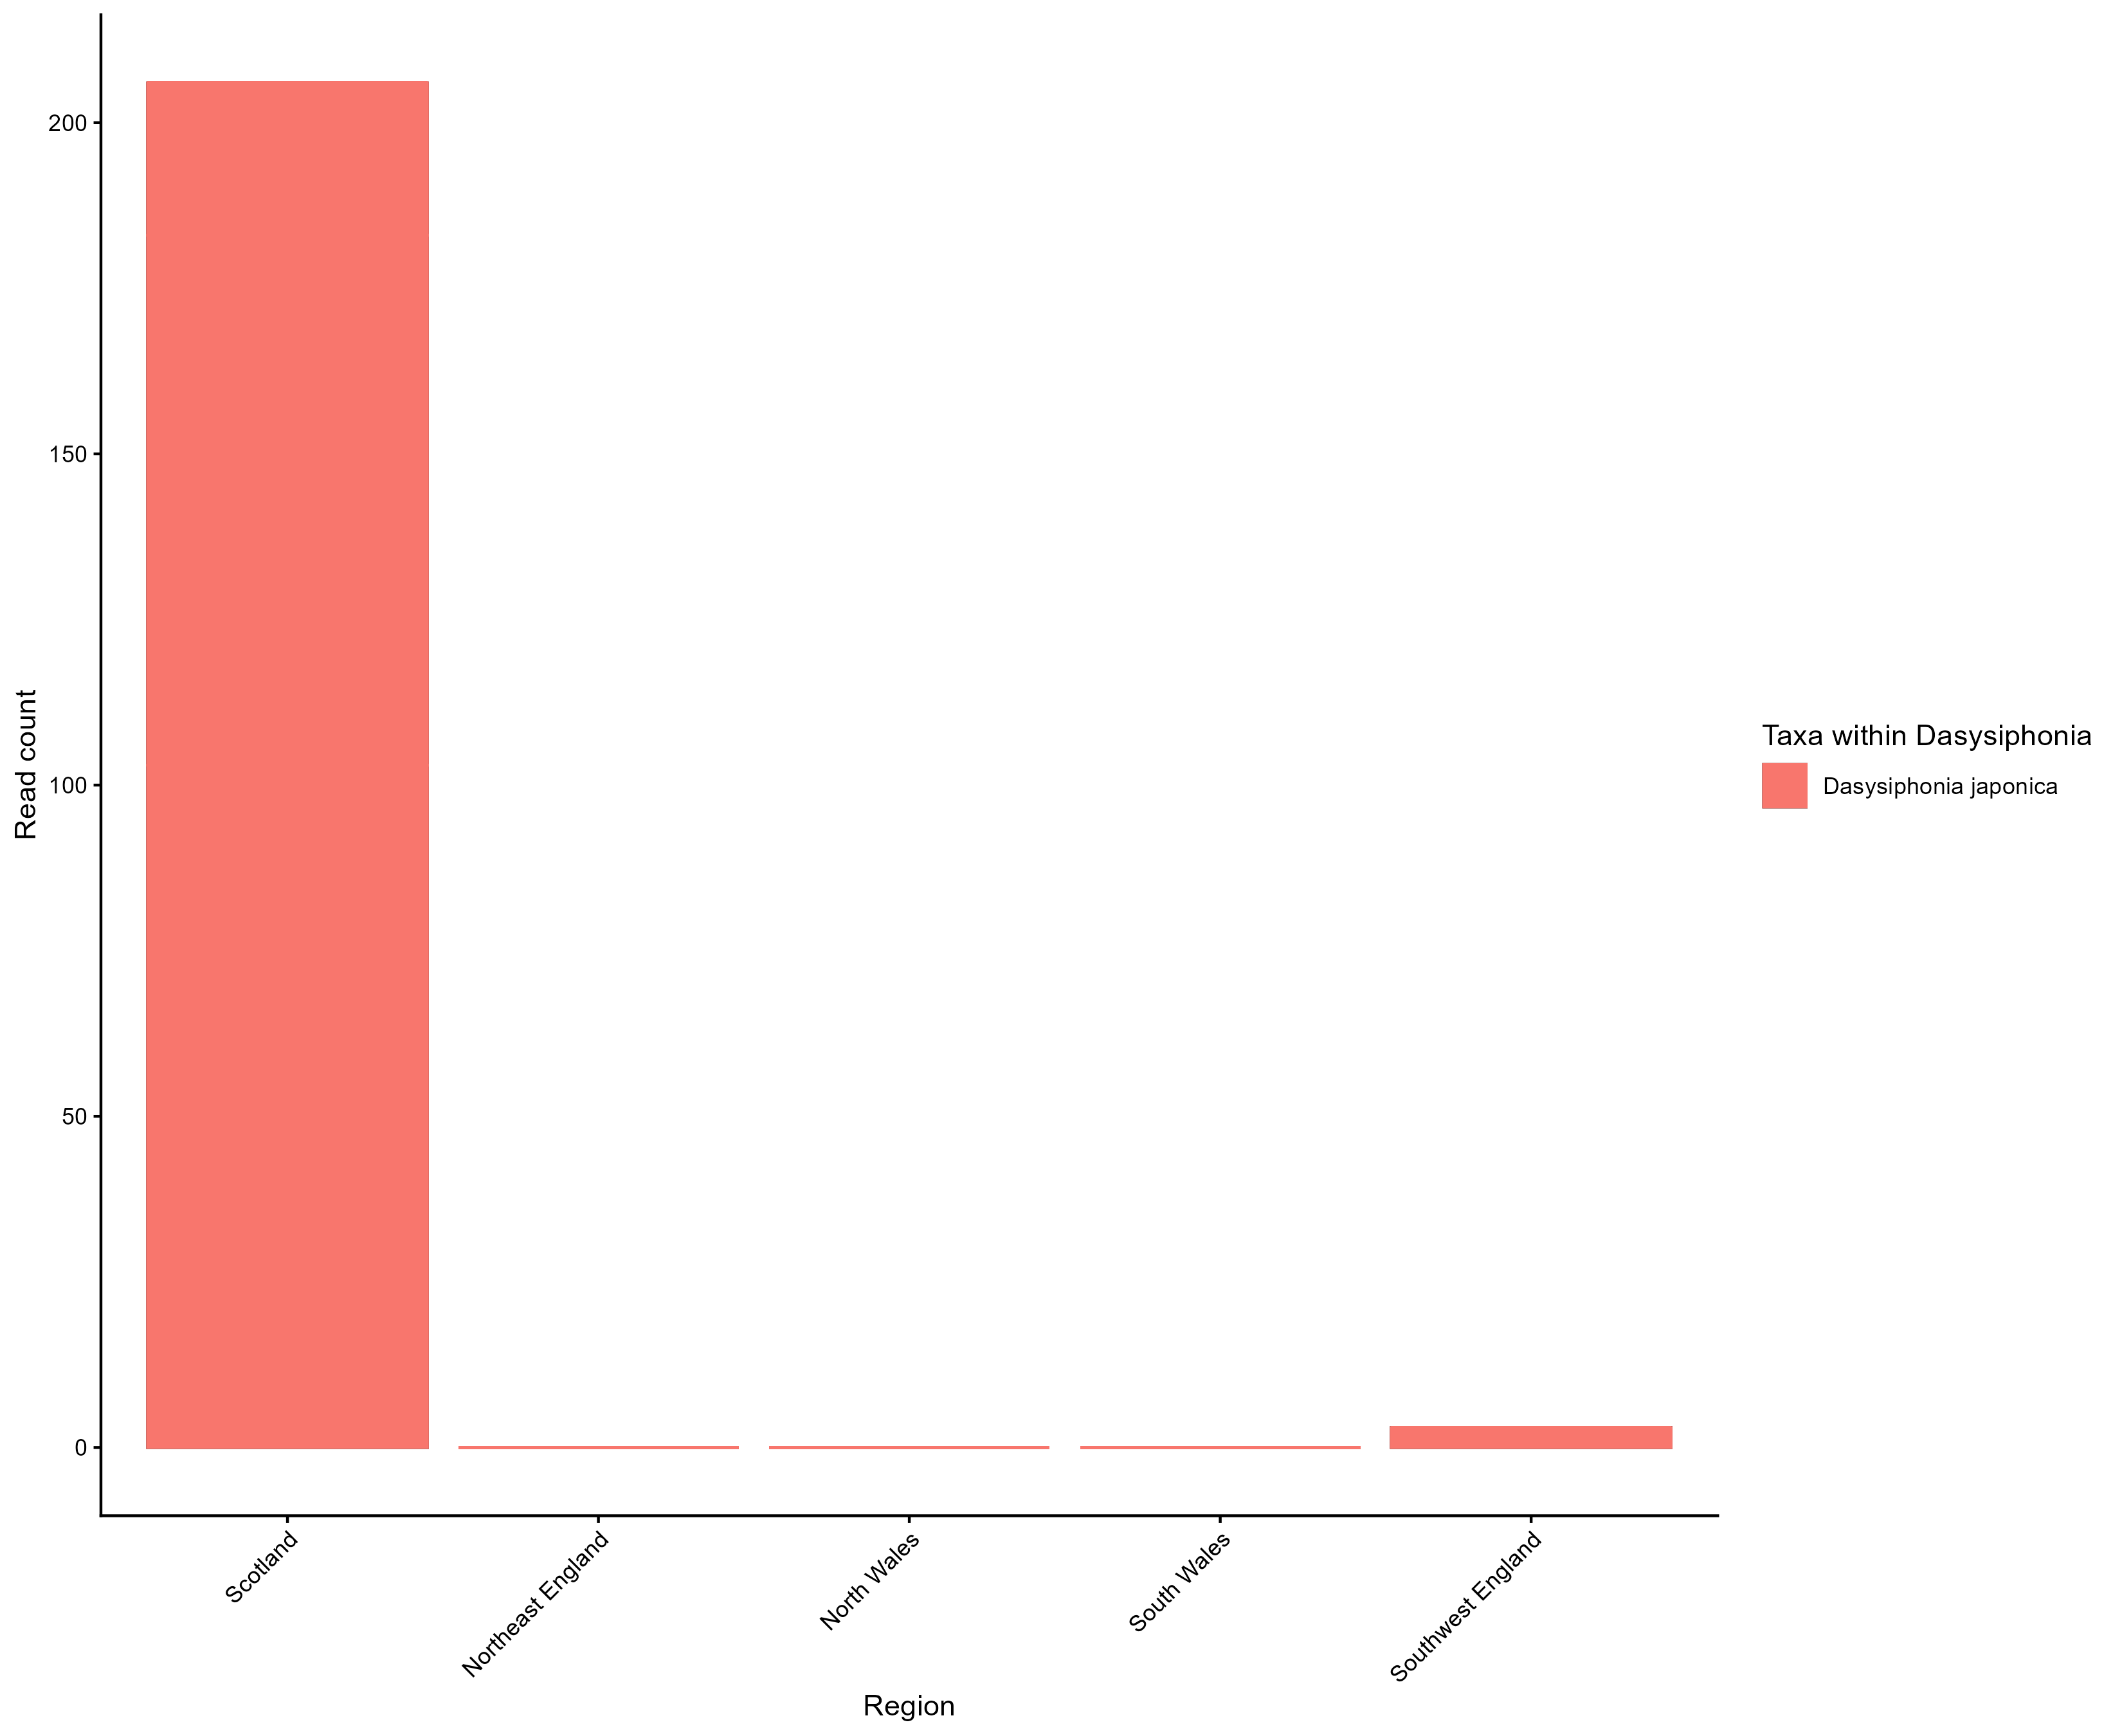 200
150
100
50
0
Read count
Scotland
Northeast England
North Wales
South Wales
Southwest England
Region
Taxa within Dasysiphonia
Dasysiphonia japonica